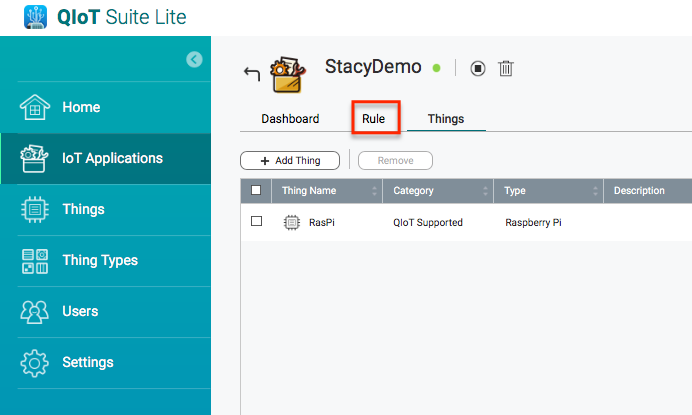 QIoT Suite Lite
StacyDemo
Home
IoT Applications
Things
Thing Types
Users
Settings
Dashboard Rule Things
+ Add Thing Remove
Thing Name Category Type Description
RasPi QIoT Supported Raspberry Pi